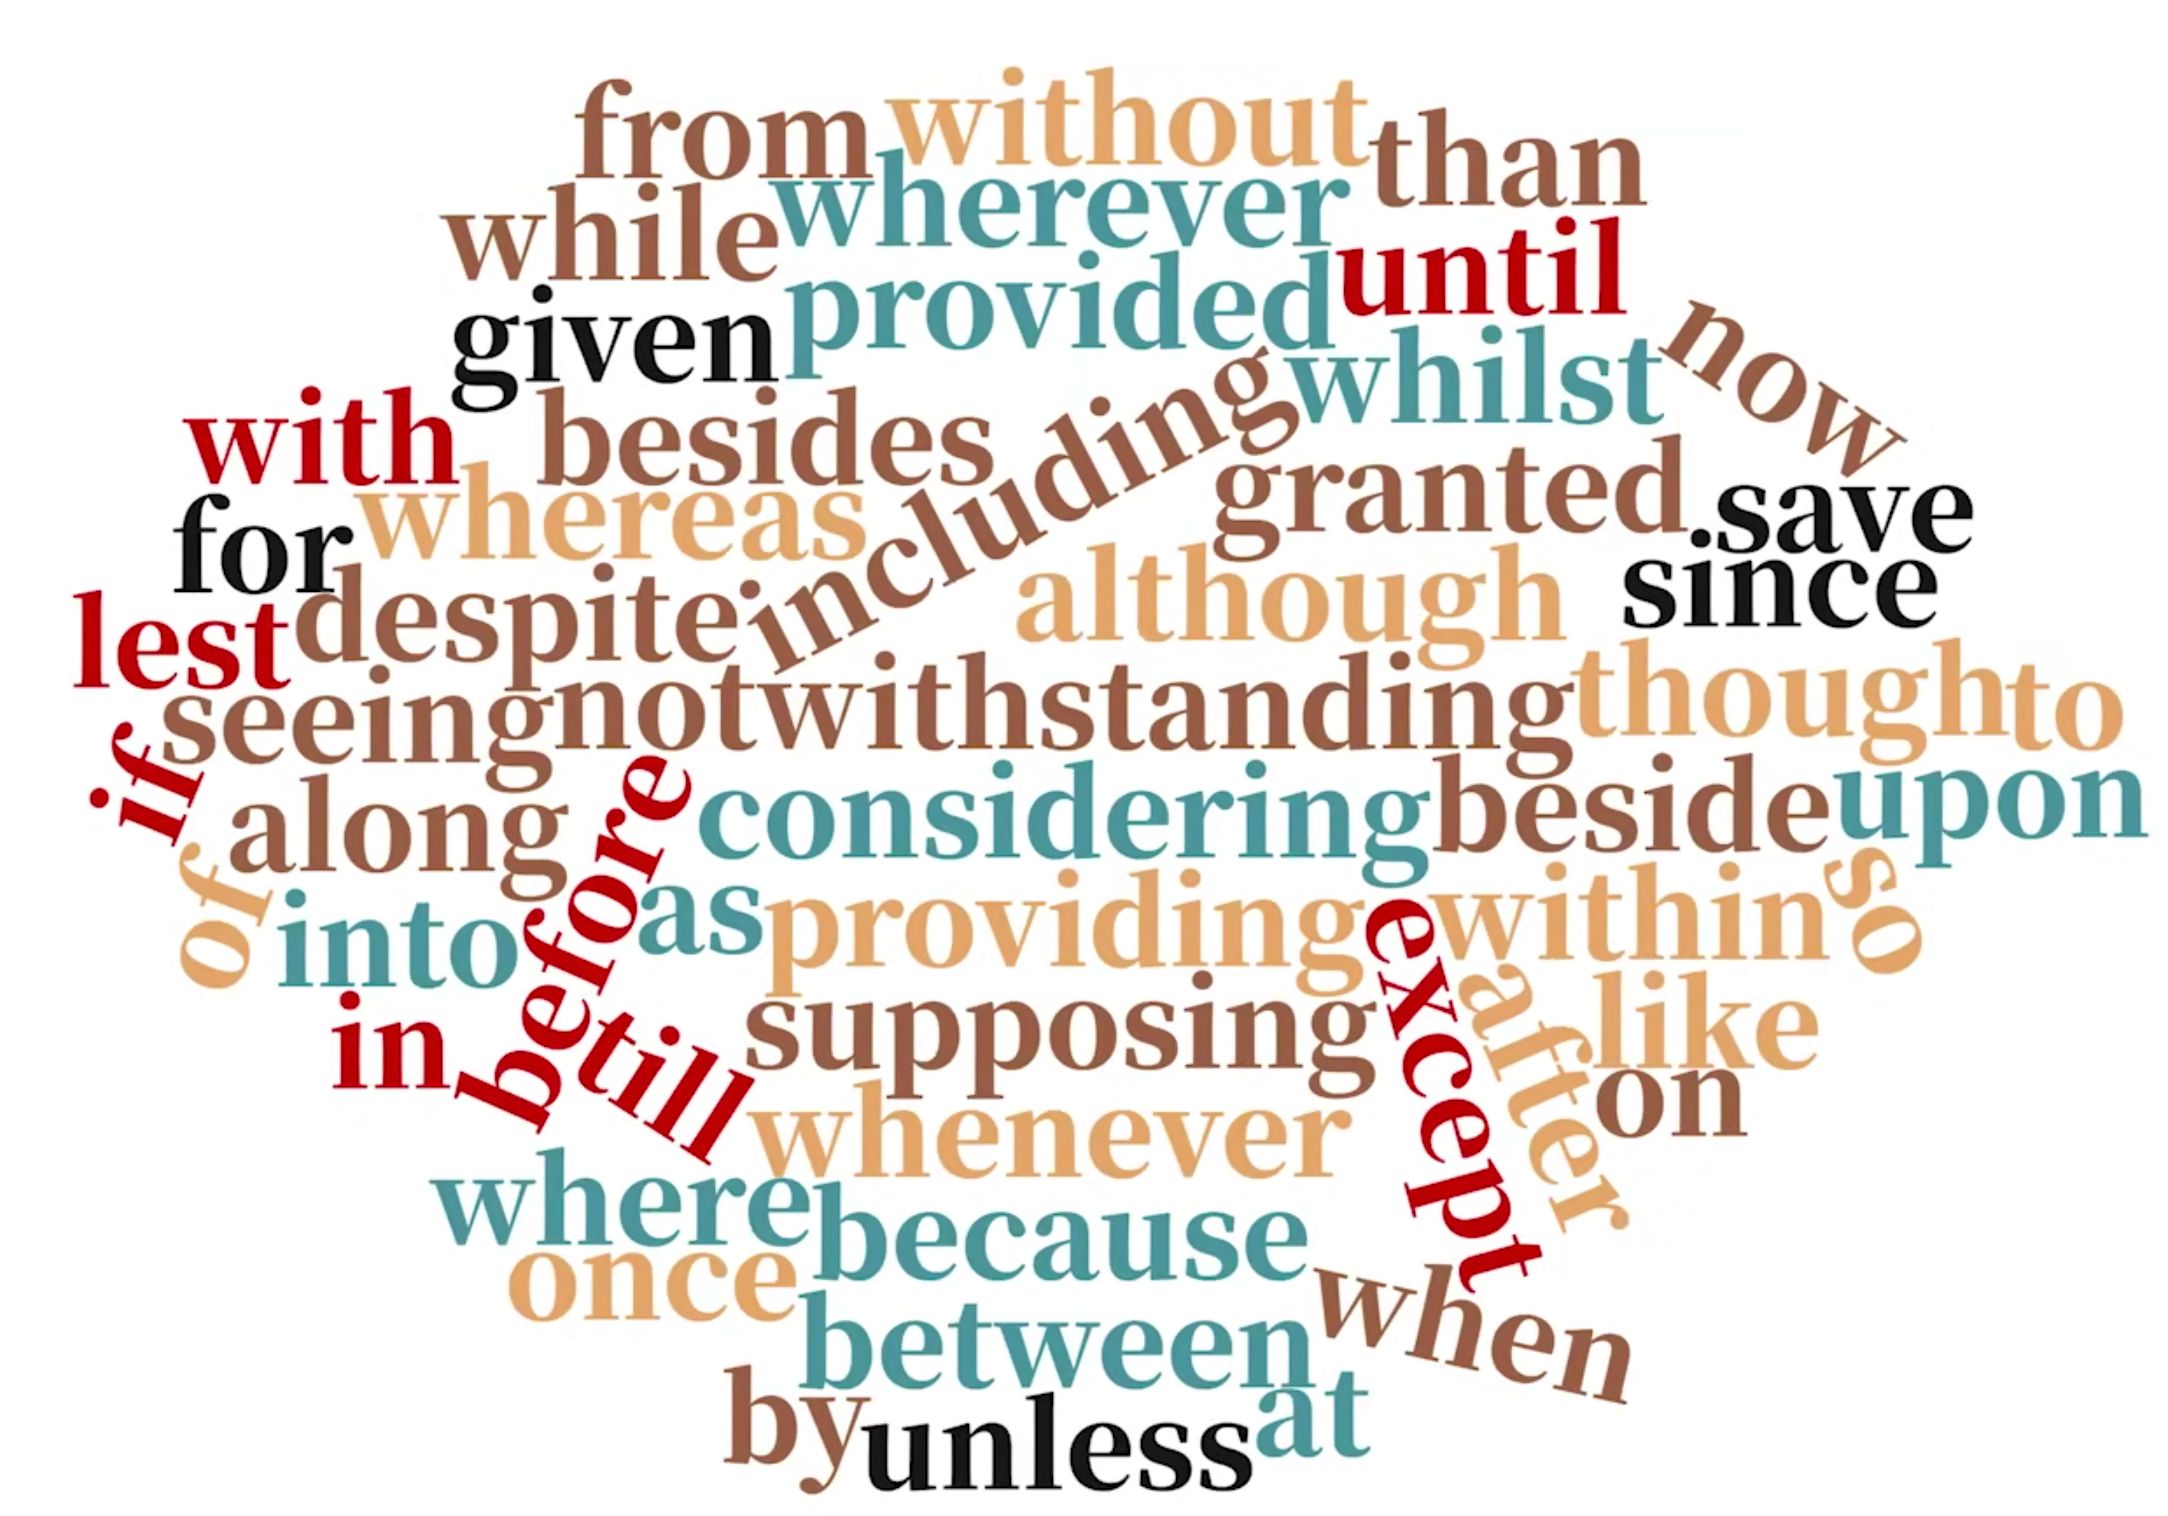 from without than
while wherever until
given provided whilst now
with besides including granted save
for whereas although since
lest despite
if seeing notwithstanding though to
along before considering beside upon
of into as providing except within so
in till supposing after like on
whenever
where because
once between when
by unless at